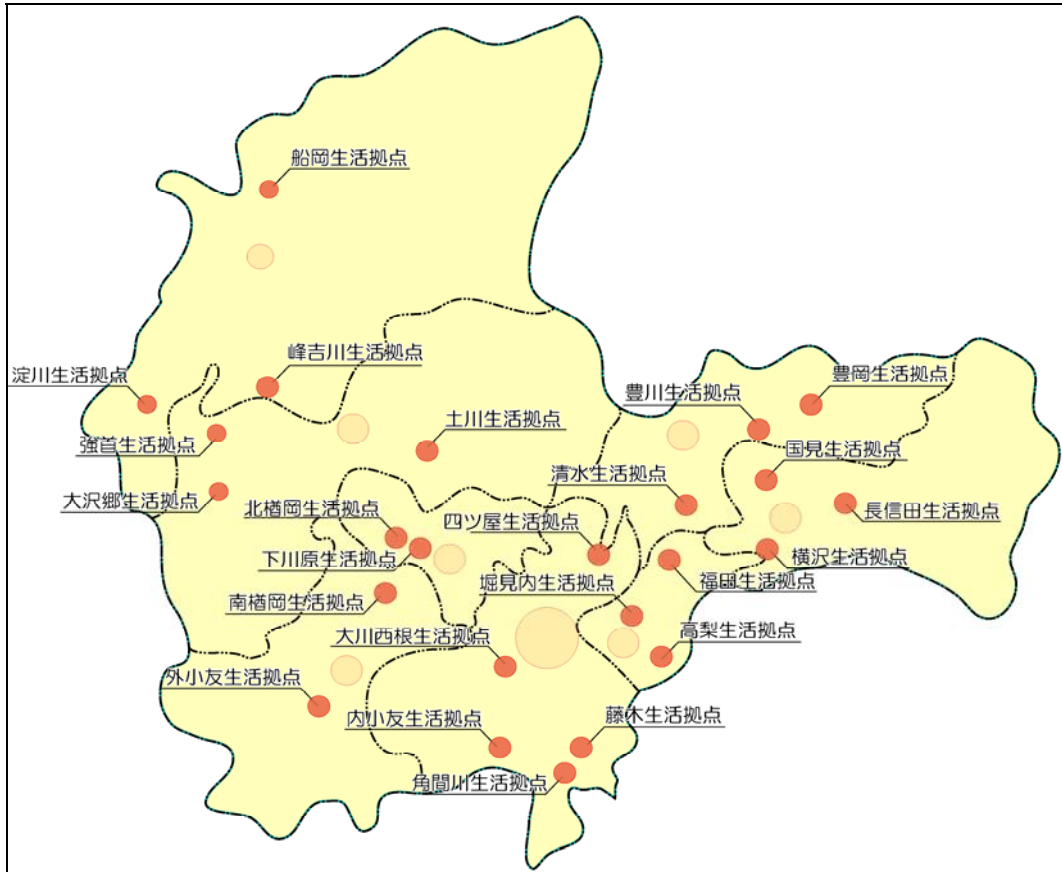 船岡生活拠点
峰吉川生活拠点
淀川生活拠点
豊岡生活拠点
豊川生活拠点
土川生活拠点
強首生活拠点
国見生活拠点
清水生活拠点
大沢郷生活拠点
北楢岡生活拠点
長信田生活拠点
四ツ屋生活拠点
下川原生活拠点
横沢生活拠点
堀見内生活拠点
福田生活拠点
南楢岡生活拠点
高梨生活拠点
大川西根生活拠点
外小友生活拠点
内小友生活拠点
藤木生活拠点
角間川生活拠点